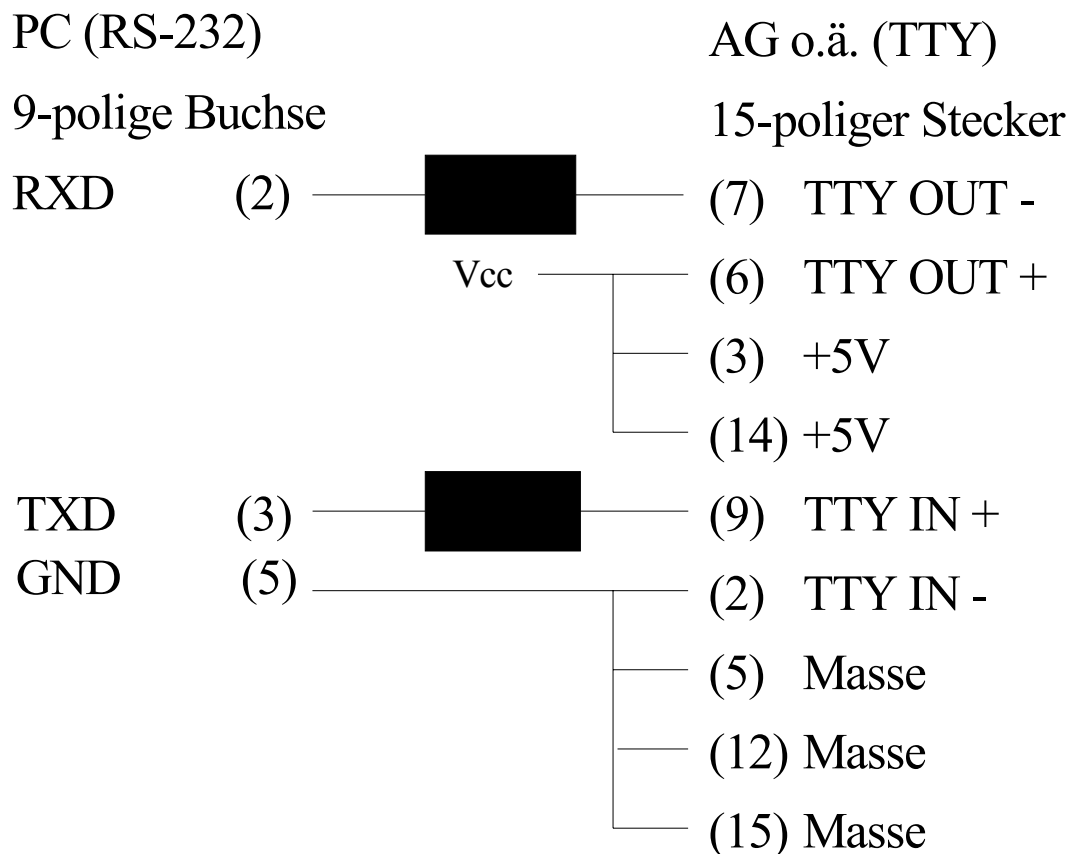 PC (RS-232) AG o.ä. (TTY)
9-polige Buchse 15-poliger Stecker
RXD (2) (7) TTY OUT -
Vcc (6) TTY OUT +
(3) +5V
(14) +5V
TXD (3) (9) TTY IN +
GND (5) (2) TTY IN -
(5) Masse
(12) Masse
(15) Masse